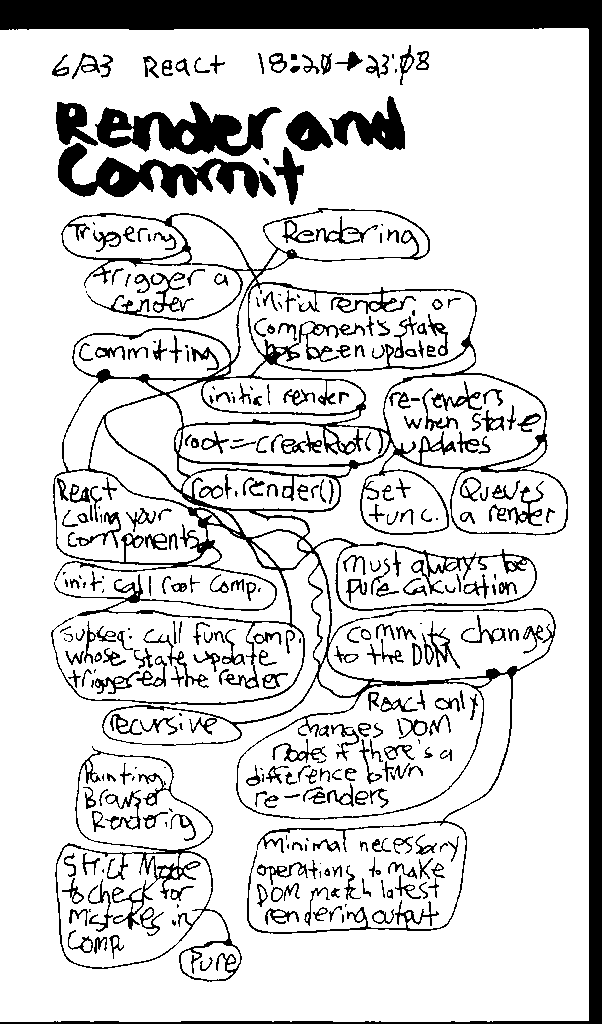 6/23 React 18:20→23:08
Render and
Commit
Triggering
Rendering
trigger a
render
initial render, or
component's state
has been updated
Committing
initial render
re-renders
when state
updates
root=createRoot()
root.render()
Set
func.
Queues
a render
React
calling your
components
must always be
pure calculation
init: call root comp.
commits changes
to the DOM
Subseq: call func comp.
whose state update
triggered the render
React only
changes DOM
nodes if there's a
difference btwn
re-renders
recursive
Painting,
Browser
Rendering
minimal necessary
operations to make
DOM match latest
rendering output
Strict Mode
to check for
mistakes in
comp
Pure